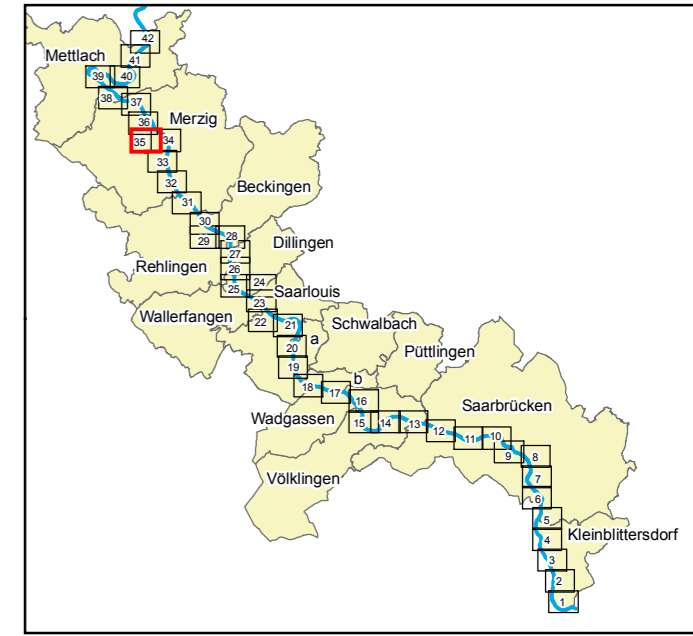 42
Mettlach
41
39
40
38
37
36
Merzig
35
34
33
32
Beckingen
31
30
29
28
Dillingen
27
Rehlingen
26
25
24
Saarlouis
23
Wallerfangen
22
21
Schwalbach
a
20
Püttlingen
19
b
18
17
16
Saarbrücken
Wadgassen
15
14
13
12
11
10
9
8
Völklingen
7
6
5
Kleinblittersdorf
4
3
2
1